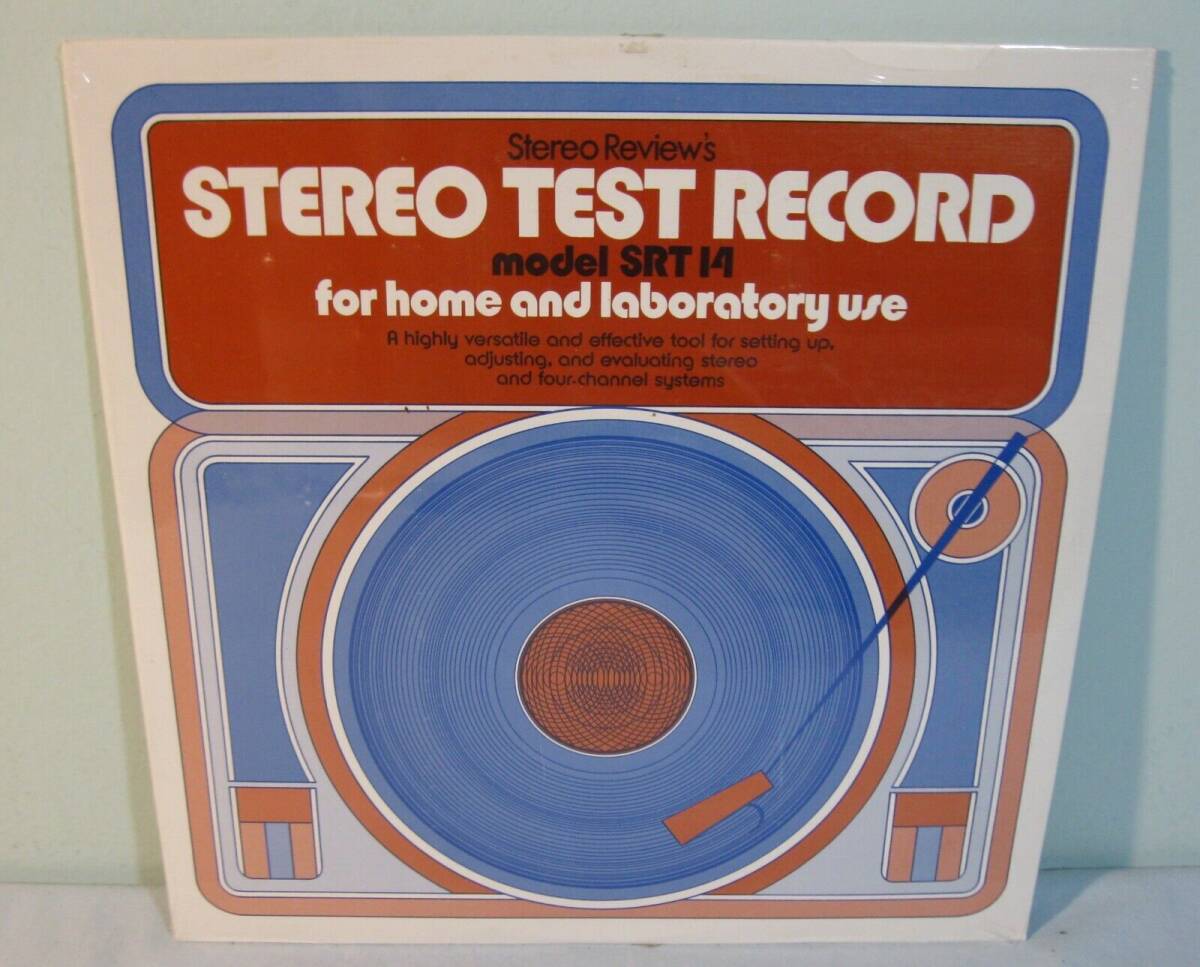 Stereo Review's
STEREO TEST RECORD
model SRT 14
for home and laboratory use
A highly versatile and effective tool for setting up,
adjusting, and evaluating stereo
and four-channel systems